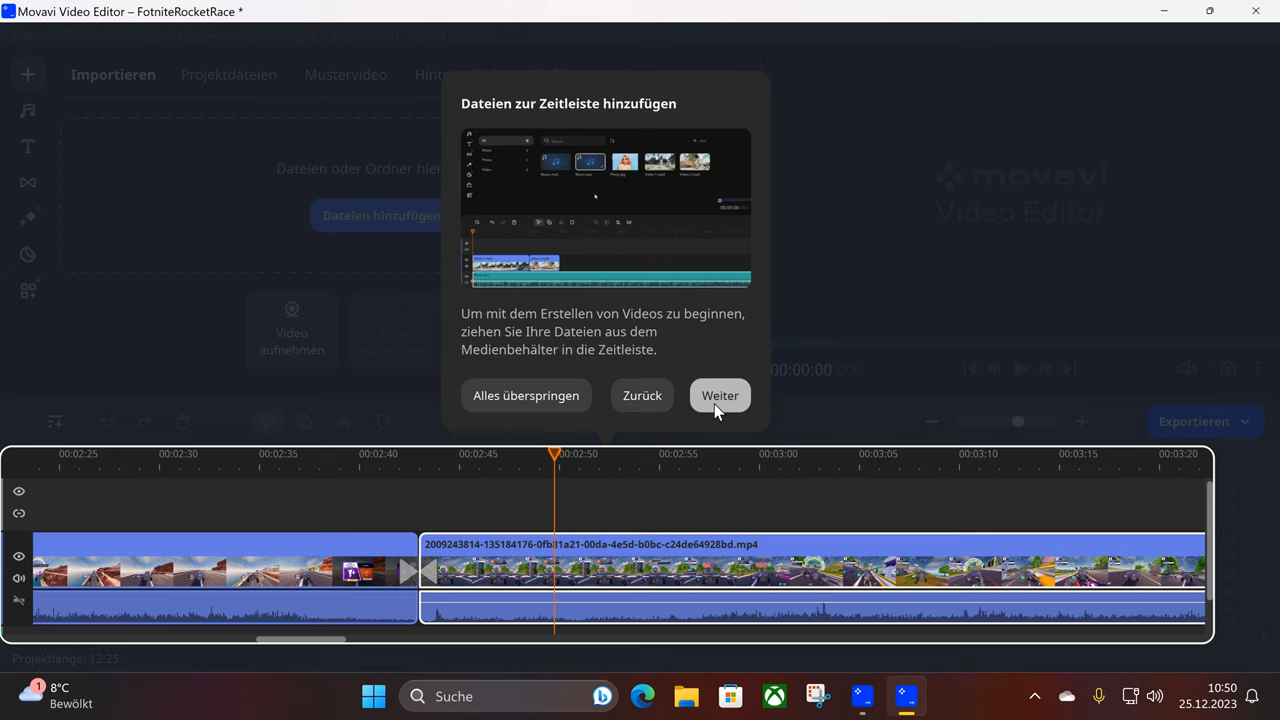 Movavi Video Editor – FotniteRocketRace *
Importieren
Projektdateien
Mustervideo
Dateien zur Zeitleiste hinzufügen
Dateien oder Ordner hier
Dateien hinzufügen
movavi
Video Editor
Video
aufnehmen
Audio
aufnehmen
Um mit dem Erstellen von Videos zu beginnen,
ziehen Sie Ihre Dateien aus dem
Medienbehälter in die Zeitleiste.
Alles überspringen
Zurück
Weiter
00:00:00.000
Exportieren
00:02:25 00:02:30 00:02:35 00:02:40 00:02:45 00:02:50 00:02:55 00:03:00 00:03:05 00:03:10 00:03:15 00:03:20
2009243814-135184176-0fb81a21-00da-4e5d-b0bc-c24de64928bd.mp4
Projektlänge: 12:25
1
8°C
Bewölkt
Suche
10:50
25.12.2023